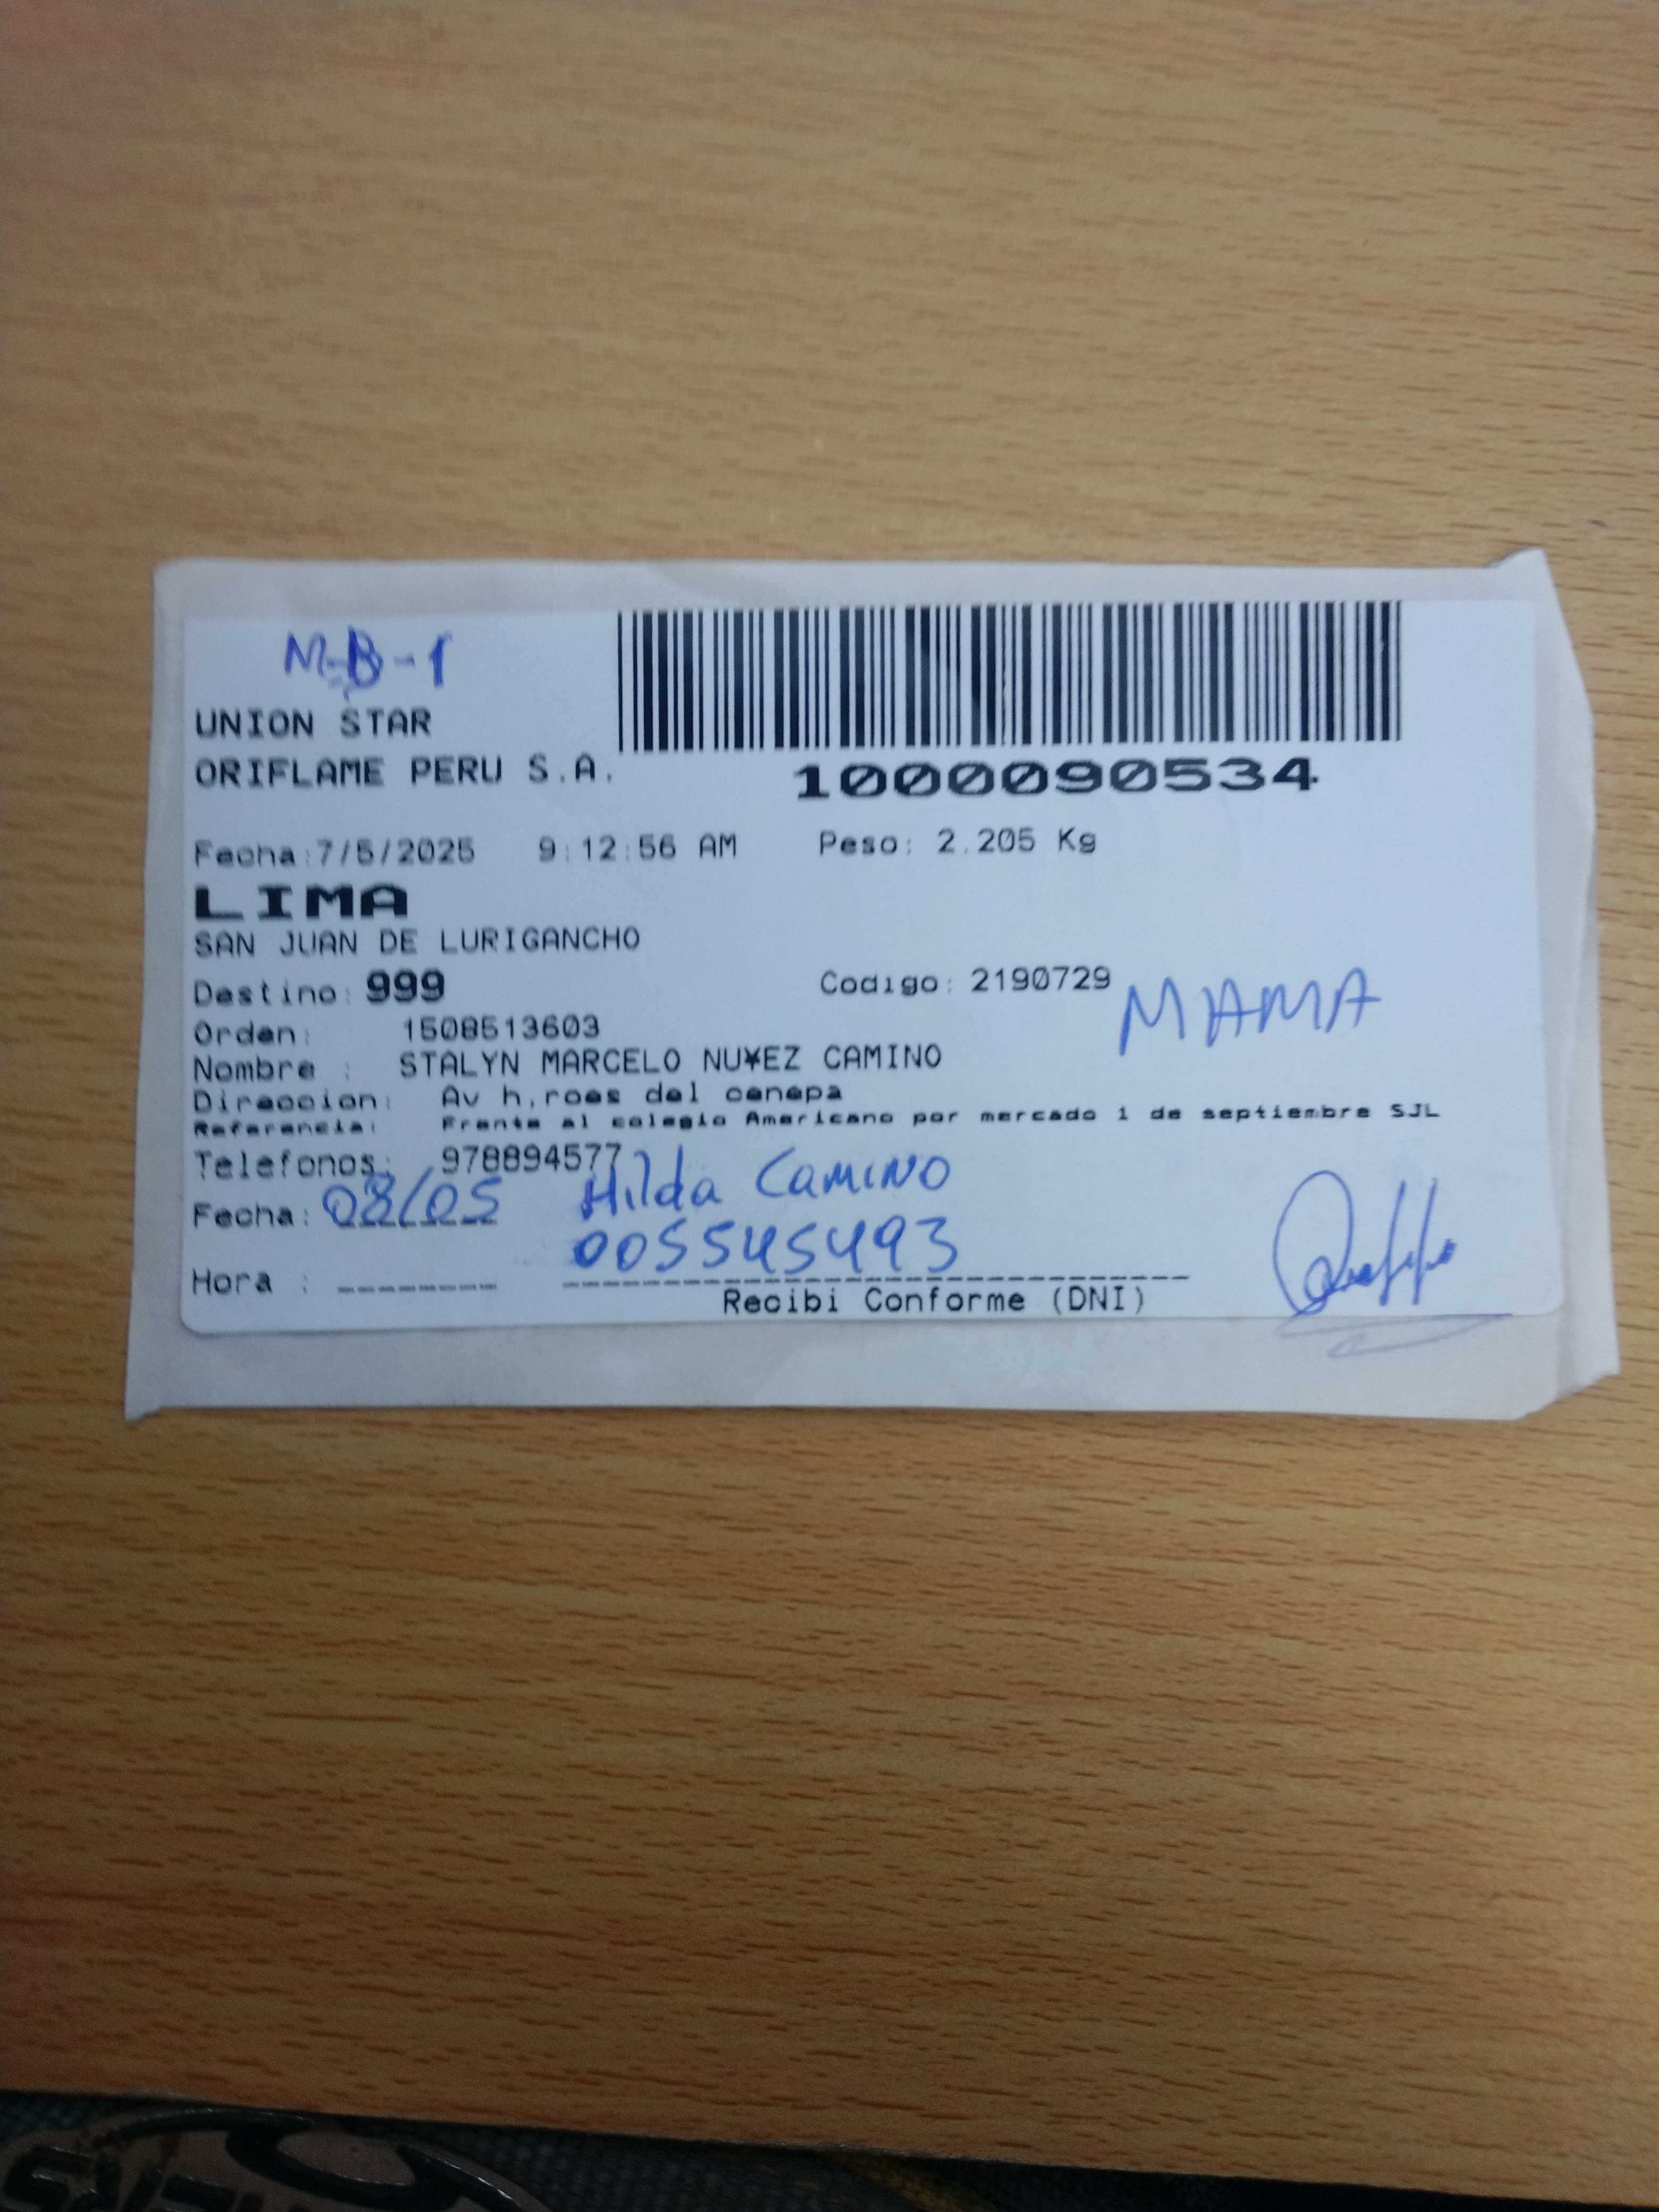 M-B-1
UNION STAR
ORIFLAME PERU S.A.
1000090534
Fecha:7/5/2025 9:12:56 AM Peso: 2.205 Kg
LIMA
SAN JUAN DE LURIGANCHO
Destino: 999 Codigo: 2190729
MAMA
Orden: 1508513603
Nombre : STALYN MARCELO NU¥EZ CAMINO
Direccion: Av h,roes del cenepa
Referencia: Frente al colegio Americano por mercado 1 de septiembre SJL
Telefonos: 978894577
Hilda Camino
Fecha: 08/05
005545493
Hora :
Recibi Conforme (DNI)